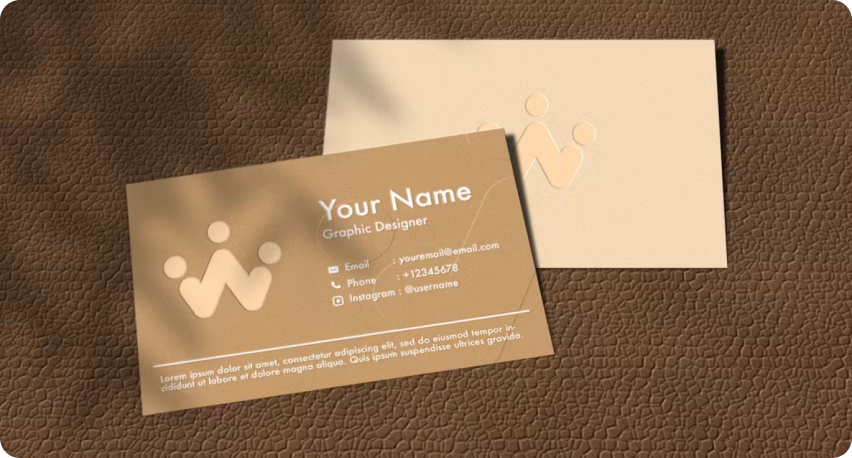 Your Name
Graphic Designer
Email : youremail@email.com
Phone : +12345678
Instagram : @username
Lorem ipsum dolor sit amet, consectetur adipiscing elit, sed do eiusmod tempor in-
cididunt ut labore et dolore magna aliqua. Quis ipsum suspendisse ultrices gravida.